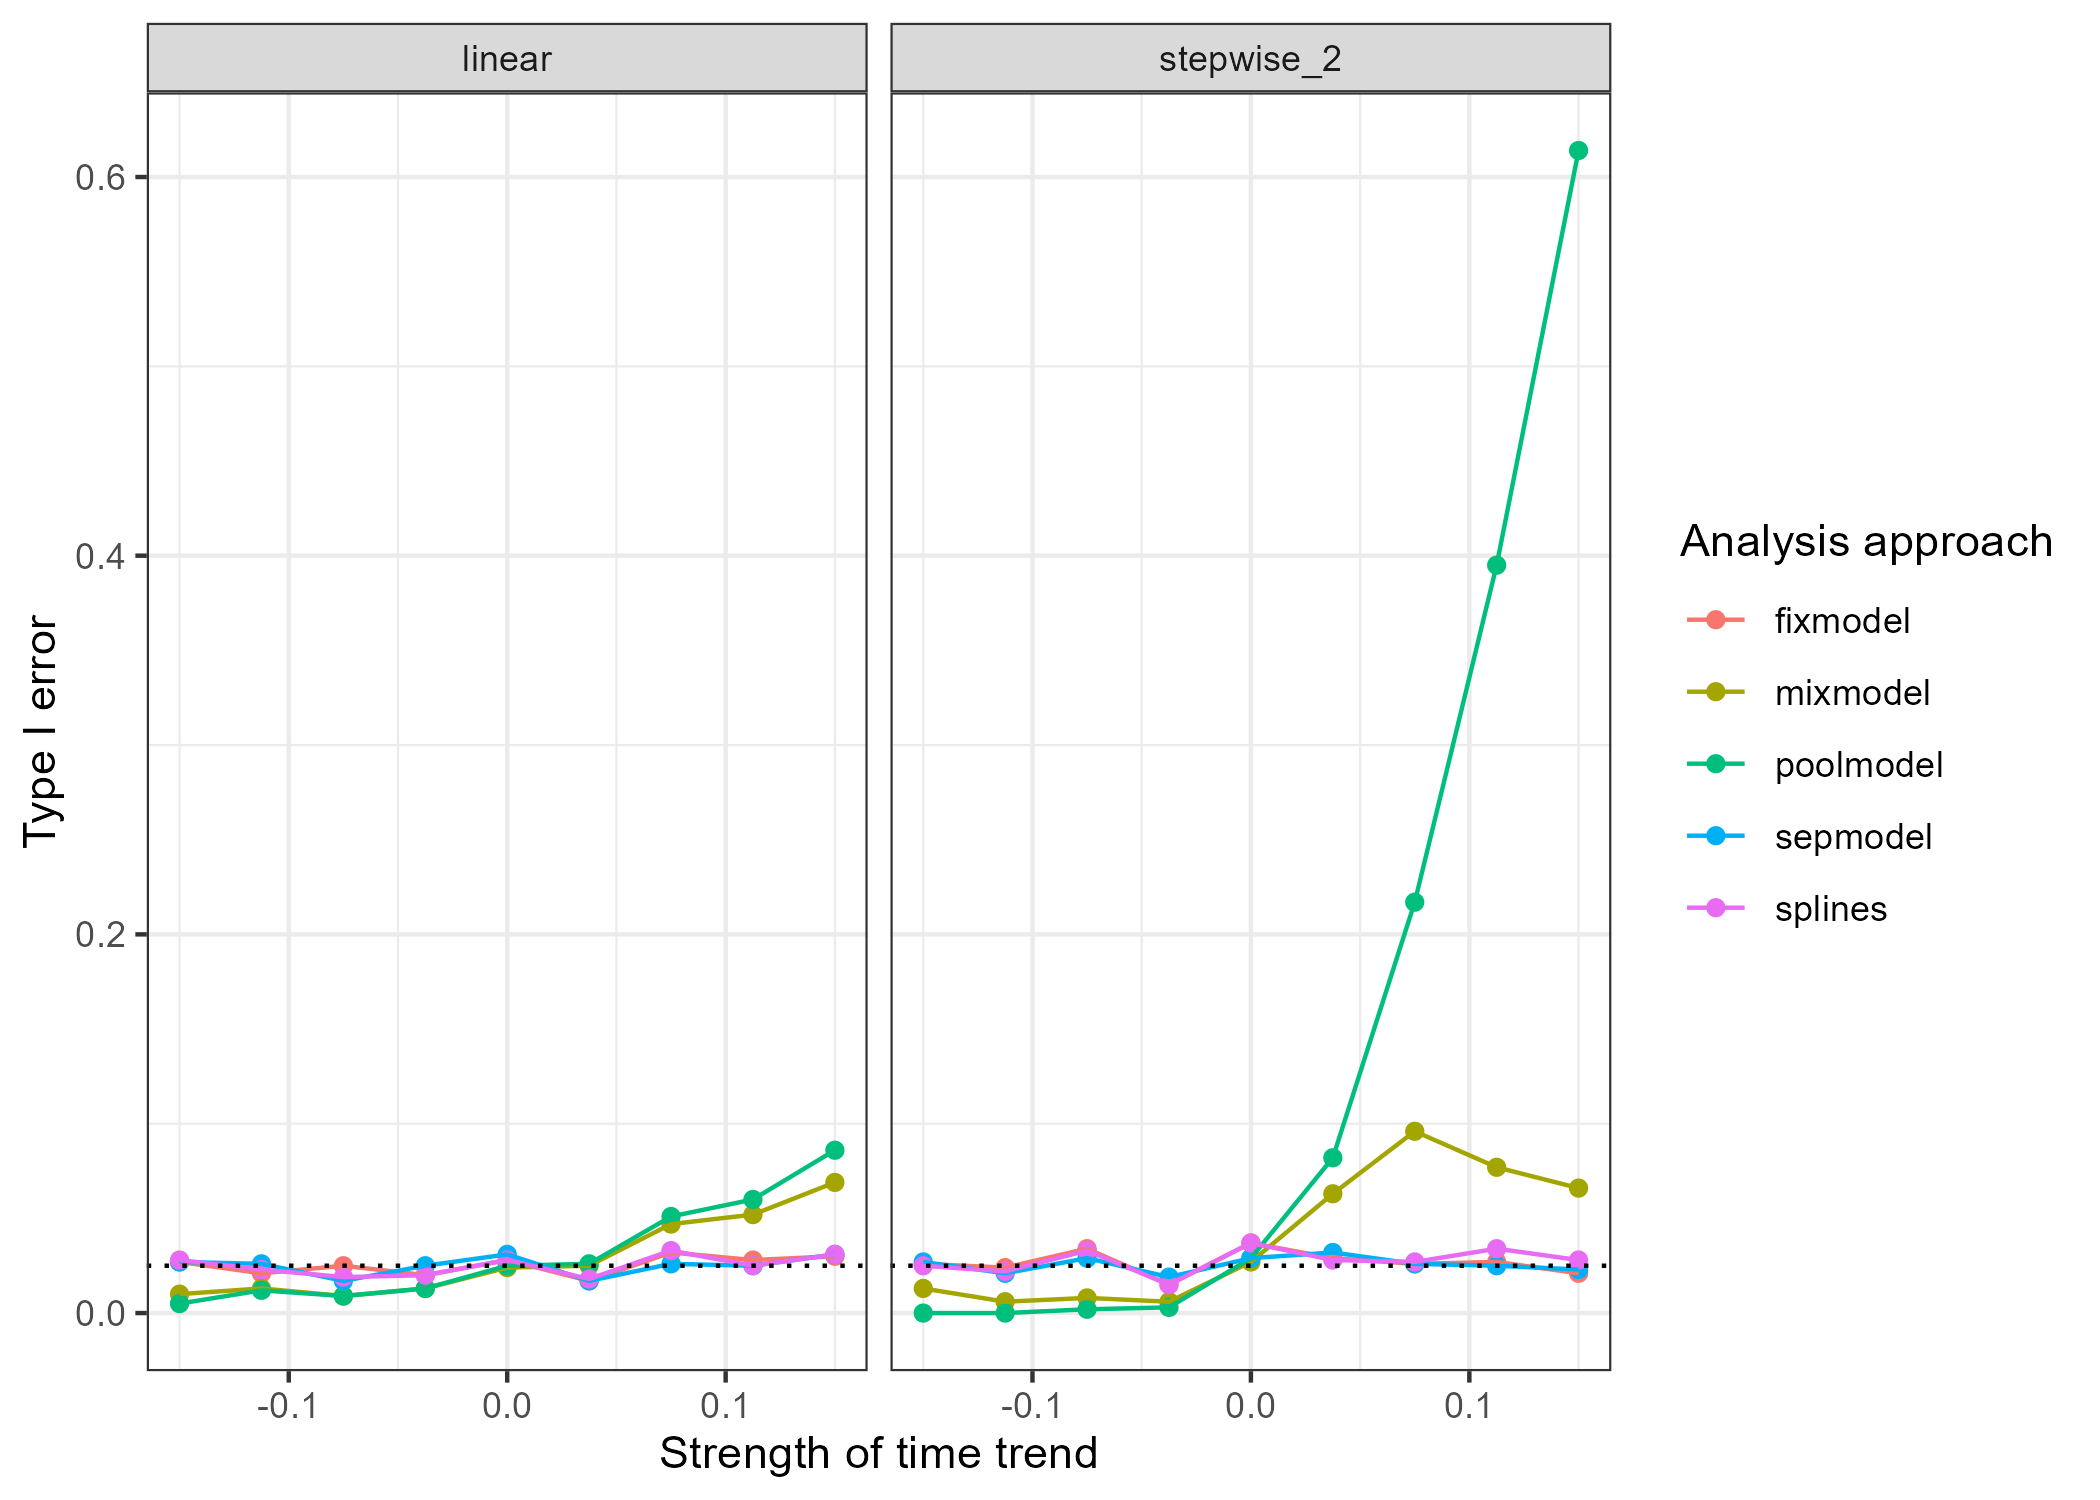 linear
stepwise_2
0.6
0.4
0.2
0.0
Type I error
-0.1
0.0
0.1
-0.1
0.0
0.1
Strength of time trend
Analysis approach
fixmodel
mixmodel
poolmodel
sepmodel
splines